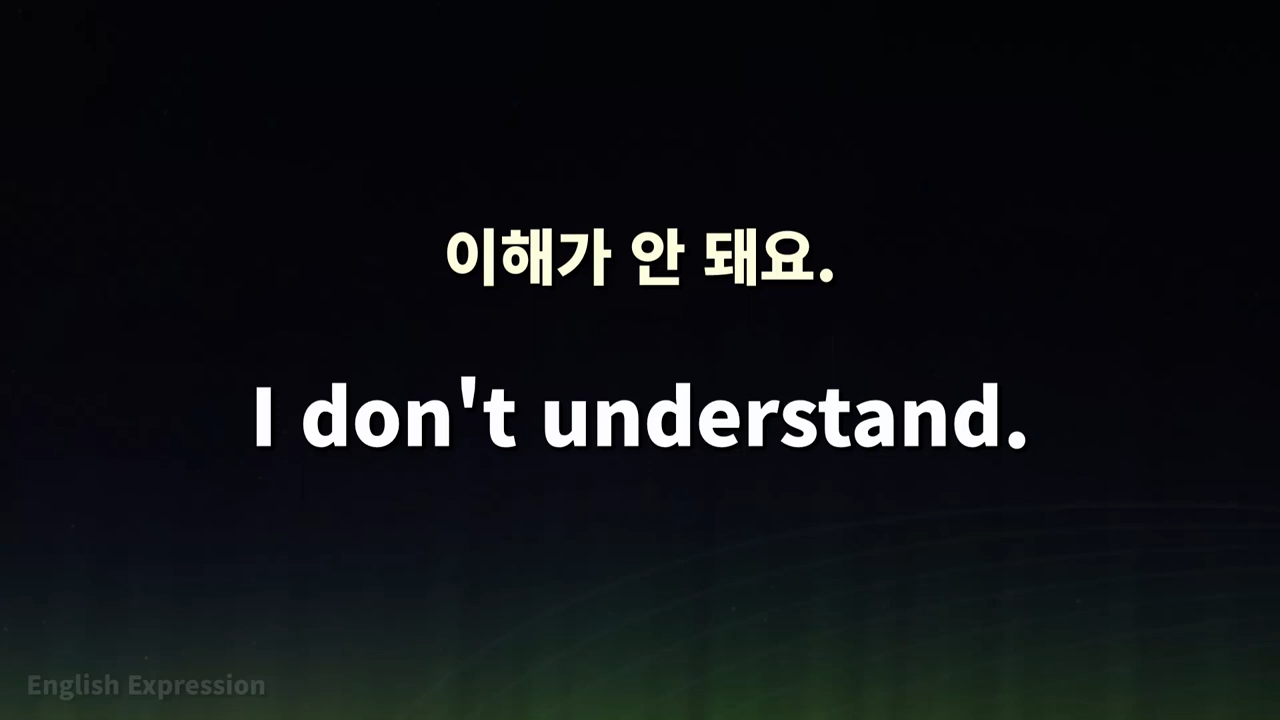 이해가 안 돼요.
I don't understand.
English Expression